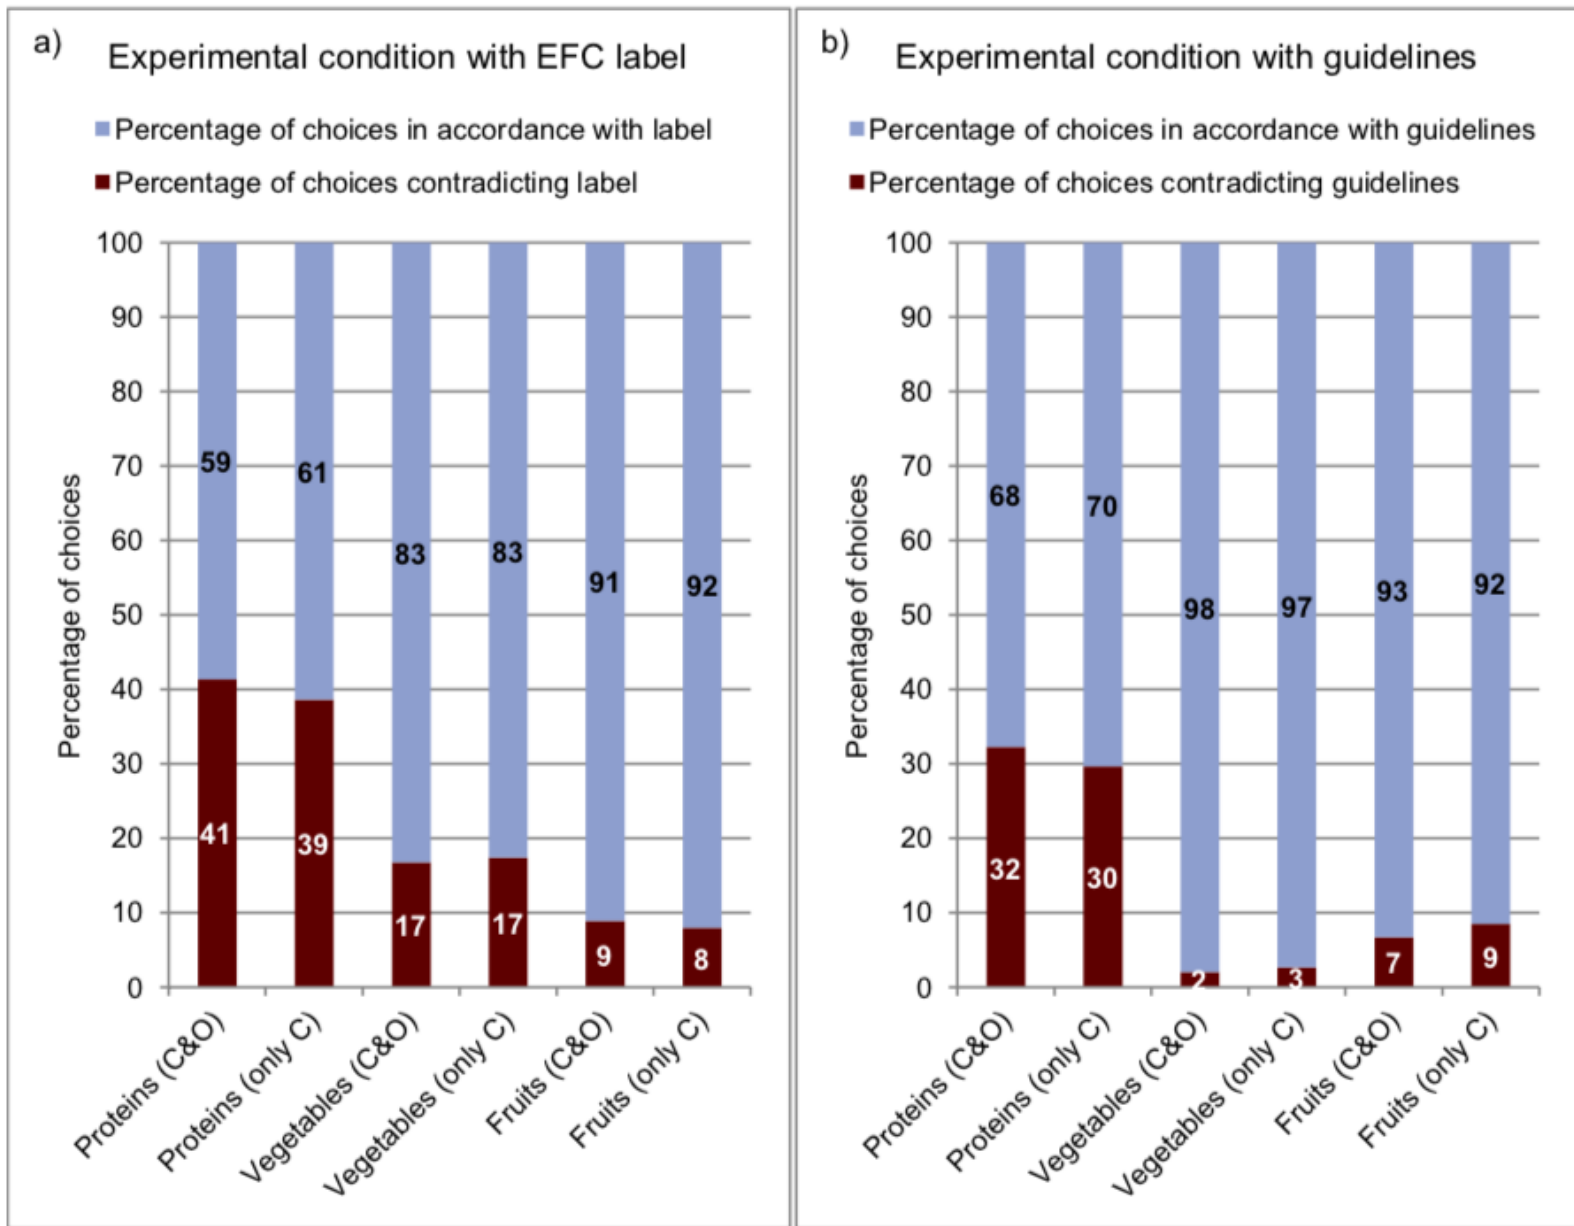 a) Experimental condition with EFC label
Percentage of choices in accordance with label
Percentage of choices contradicting label
Percentage of choices
100
90
80
70
60
50
40
30
20
10
0
59
61
83
83
91
92
41
39
17
17
9
8
Proteins (C&O)
Proteins (only C)
Vegetables (C&O)
Vegetables (only C)
Fruits (C&O)
Fruits (only C)
b) Experimental condition with guidelines
Percentage of choices in accordance with guidelines
Percentage of choices contradicting guidelines
Percentage of choices
100
90
80
70
60
50
40
30
20
10
0
68
70
98
97
93
92
32
30
2
3
7
9
Proteins (C&O)
Proteins (only C)
Vegetables (C&O)
Vegetables (only C)
Fruits (C&O)
Fruits (only C)